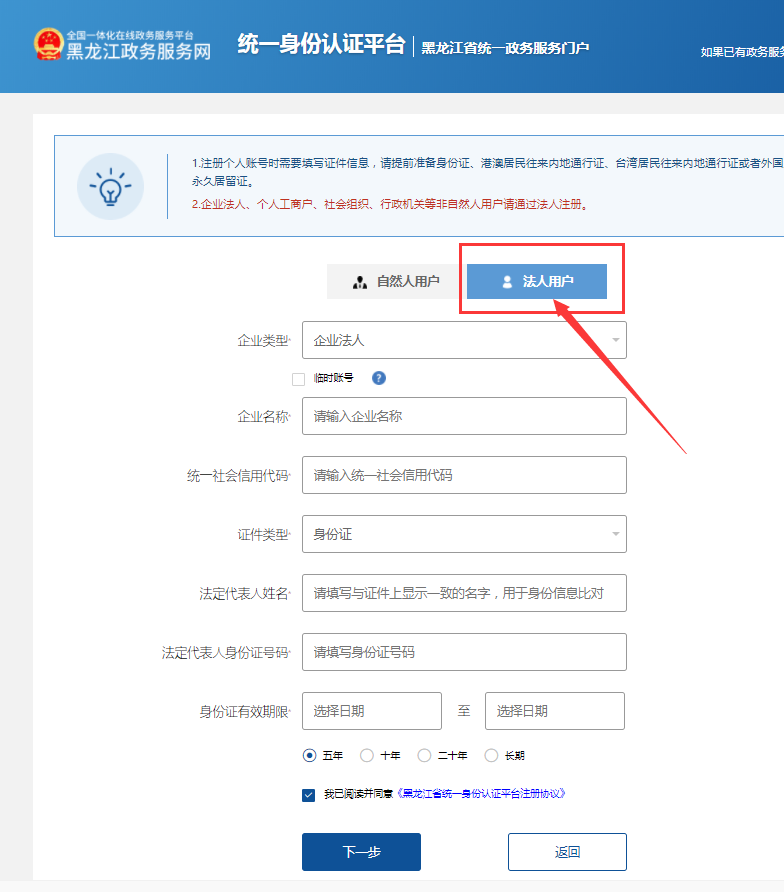 全国一体化在线政务服务平台
黑龙江政务服务网
统一身份认证平台
黑龙江省统一政务服务门户
如果已有政务服务
1.注册个人账号时需要填写证件信息，请提前准备身份证、港澳居民往来内地通行证、台湾居民往来内地通行证或者外国
永久居留证。
2.企业法人、个人工商户、社会组织、行政机关等非自然人用户请通过法人注册。
自然人用户
法人用户
企业类型*
企业法人
临时账号 ?
企业名称*
请输入企业名称
统一社会信用代码*
请输入统一社会信用代码
证件类型*
身份证
法定代表人姓名*
请填写与证件上显示一致的名字，用于身份信息比对
法定代表人身份证号码*
请填写身份证号码
身份证有效期限*
选择日期 至 选择日期
五年 十年 二十年 长期
我已阅读并同意《黑龙江省统一身份认证平台注册协议》
下一步
返回